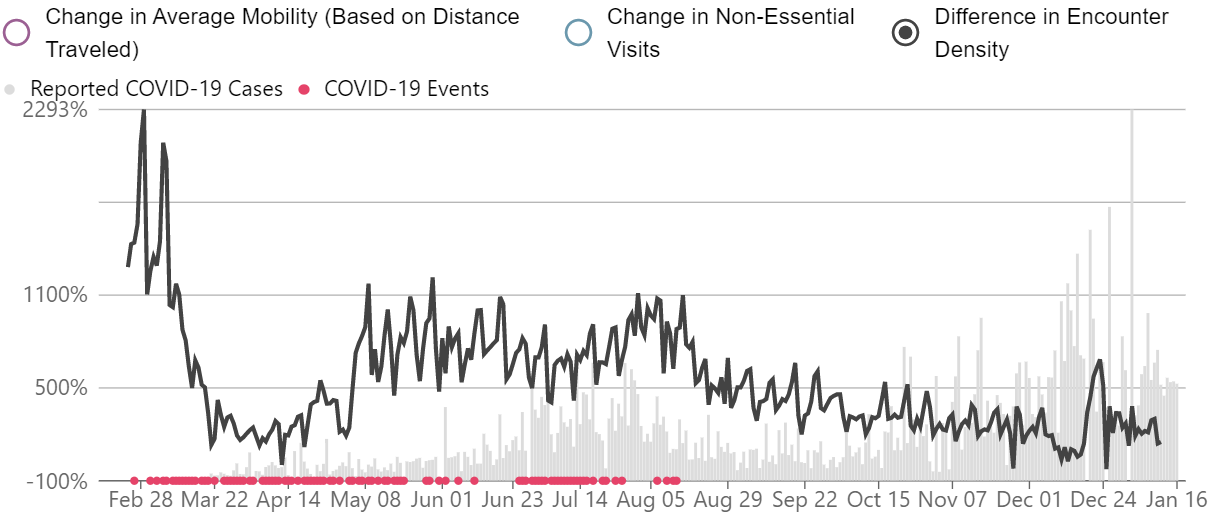 Change in Average Mobility (Based on Distance Traveled)
Change in Non-Essential Visits
Difference in Encounter Density
Reported COVID-19 Cases
COVID-19 Events
2293%
1100%
500%
-100%
Feb 28
Mar 22
Apr 14
May 08
Jun 01
Jun 23
Jul 14
Aug 05
Aug 29
Sep 22
Oct 15
Nov 07
Dec 01
Dec 24
Jan 16